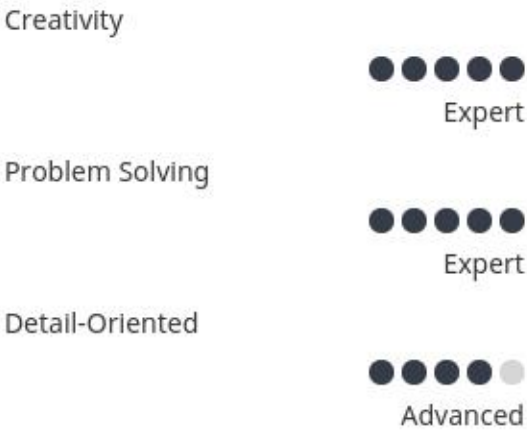 Creativity
Expert
Problem Solving
Expert
Detail-Oriented
Advanced